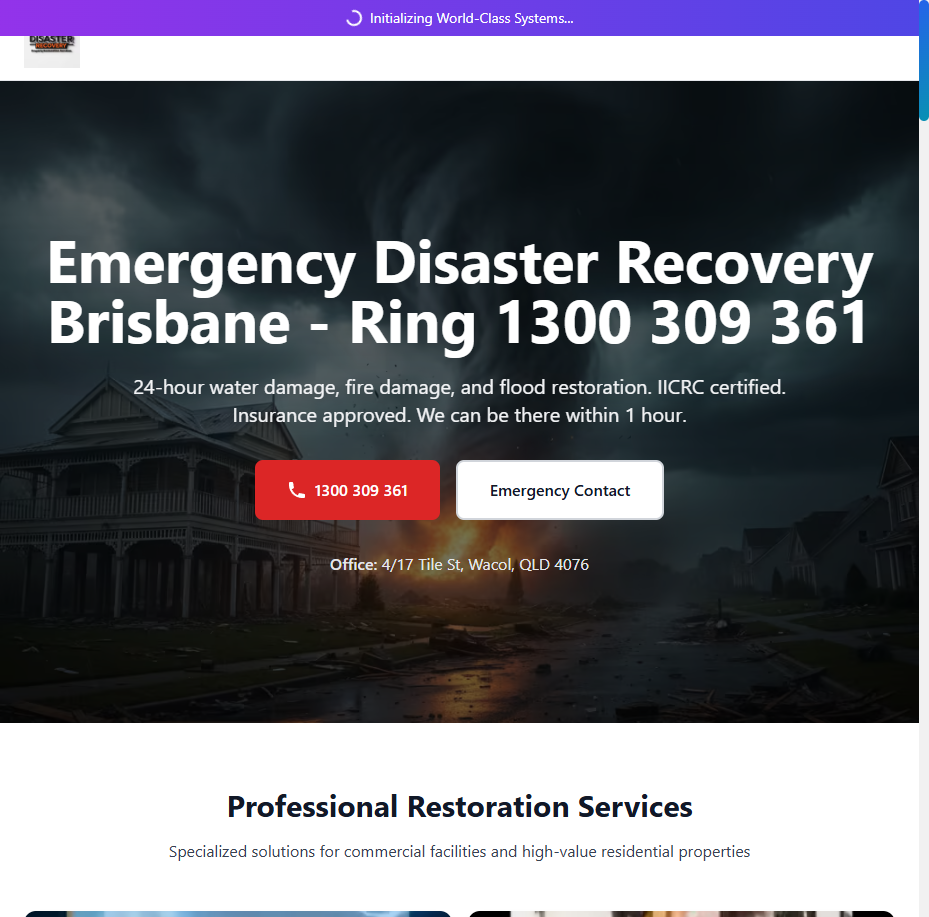 Initializing World-Class Systems...
DISASTER
RECOVERY
Emergency Disaster Recovery
Brisbane - Ring 1300 309 361
24-hour water damage, fire damage, and flood restoration. IICRC certified.
Insurance approved. We can be there within 1 hour.
1300 309 361
Emergency Contact
Office: 4/17 Tile St, Wacol, QLD 4076
Professional Restoration Services
Specialized solutions for commercial facilities and high-value residential properties